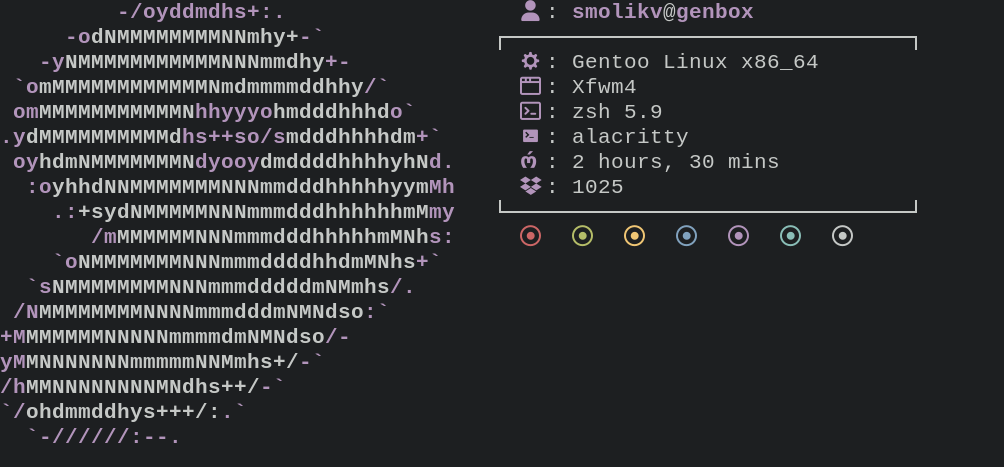 -/oyddmdhs+:.                  : smolikv@genbox
     -odNMMMMMMMMNNmhy+-`
   -yNMMMMMMMMMMMNNNmmdhy+-             : Gentoo Linux x86_64
 `omMMMMMMMMMMMMNmdmmmmddhhy/`          : Xfwm4
 omMMMMMMMMMMMNhhyyyohmdddhhhdo`        : zsh 5.9
.ydMMMMMMMMMMdhs++so/smdddhhhhdm+`      : alacritty
 oyhdmNMMMMMMMNdyooydmddddhhhhyhNd.     : 2 hours, 30 mins
  :oyhhdNNMMMMMMMNNNmmdddhhhhhyymMh     : 1025
    .:+sydNMMMMMNNNmmmdddhhhhhhmMmy
       /mMMMMMMNNNmmmdddhhhhhmMNhs:
    `oNMMMMMMMNNNmmmddddhhdmMNhs+`
  `sNMMMMMMMMNNNmmmdddddmNMmhs/.
 /NMMMMMMMMNNNNmmmdddmNMNdso:`
+MMMMMMMNNNNNmmmmdmNMNdso/-
yMMNNNNNNNmmmmmNNMmhs+/-`
/hMMNNNNNNNNMNdhs++/-`
`/ohdmmddhys+++/:.`
  `-//////:--.